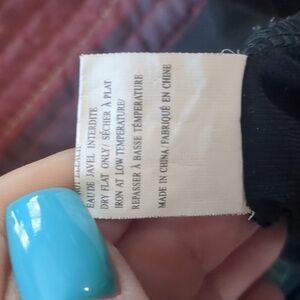 EAU DE JAVEL INTERDITE
DRY FLAT ONLY/ SÉCHER À PLAT
IRON AT LOW TEMPERATURE/
REPASSER À BASSE TEMPÉRATURE
MADE IN CHINA/FABRIQUÉ EN CHINE